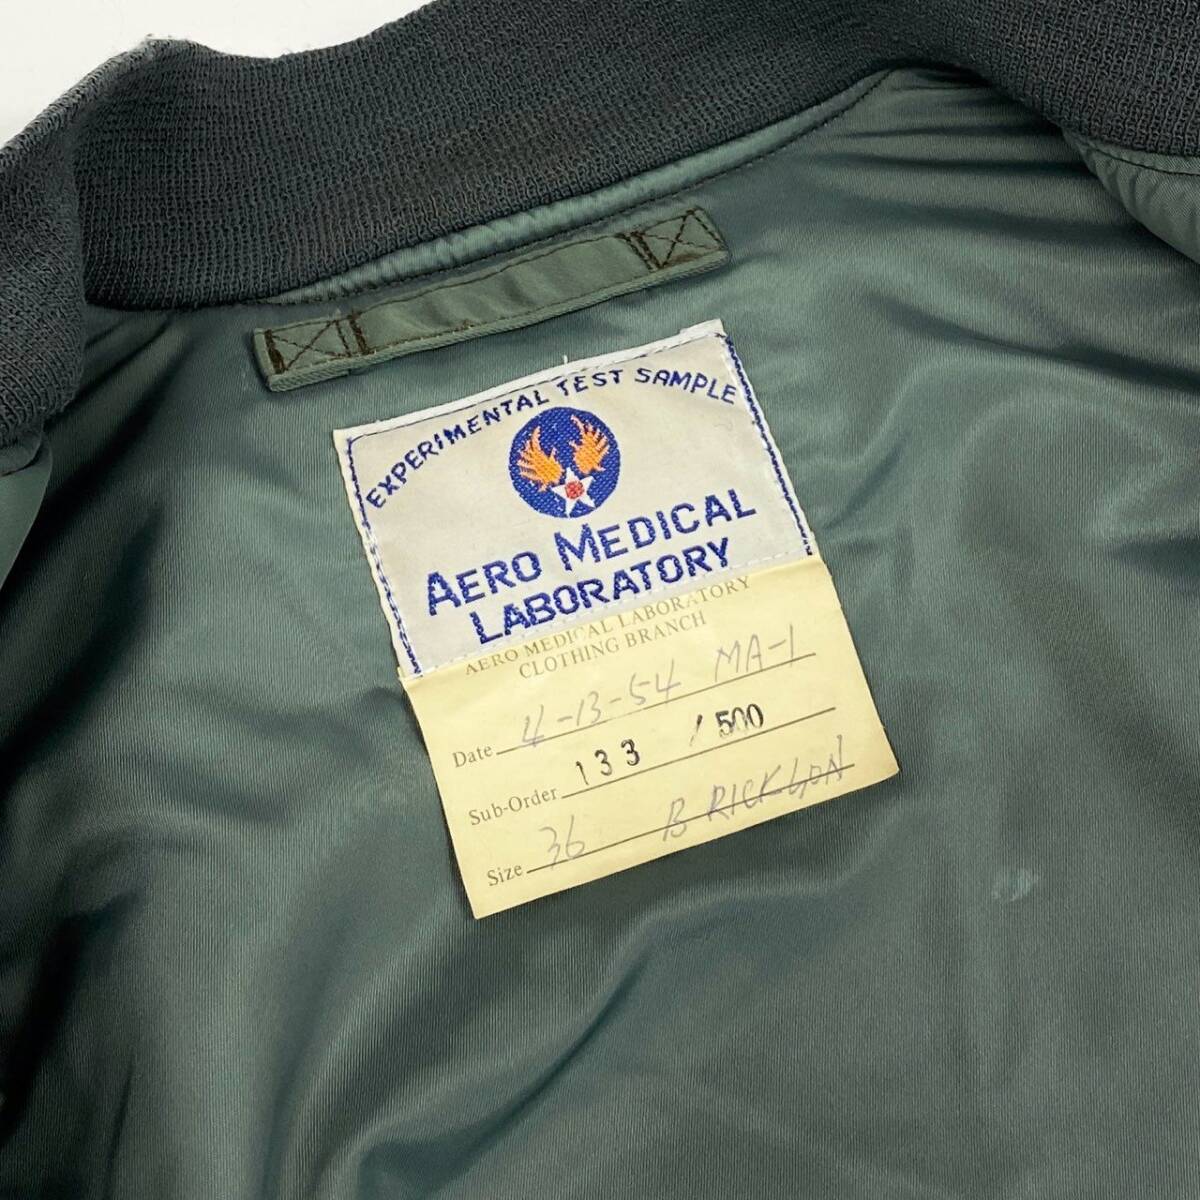 EXPERIMENTAL TEST SAMPLE
AERO MEDICAL
LABORATORY
AERO MEDICAL LABORATORY
CLOTHING BRANCH
Date 4-13-54 MA-1
Sub-Order 133 / 500
Size 36 B